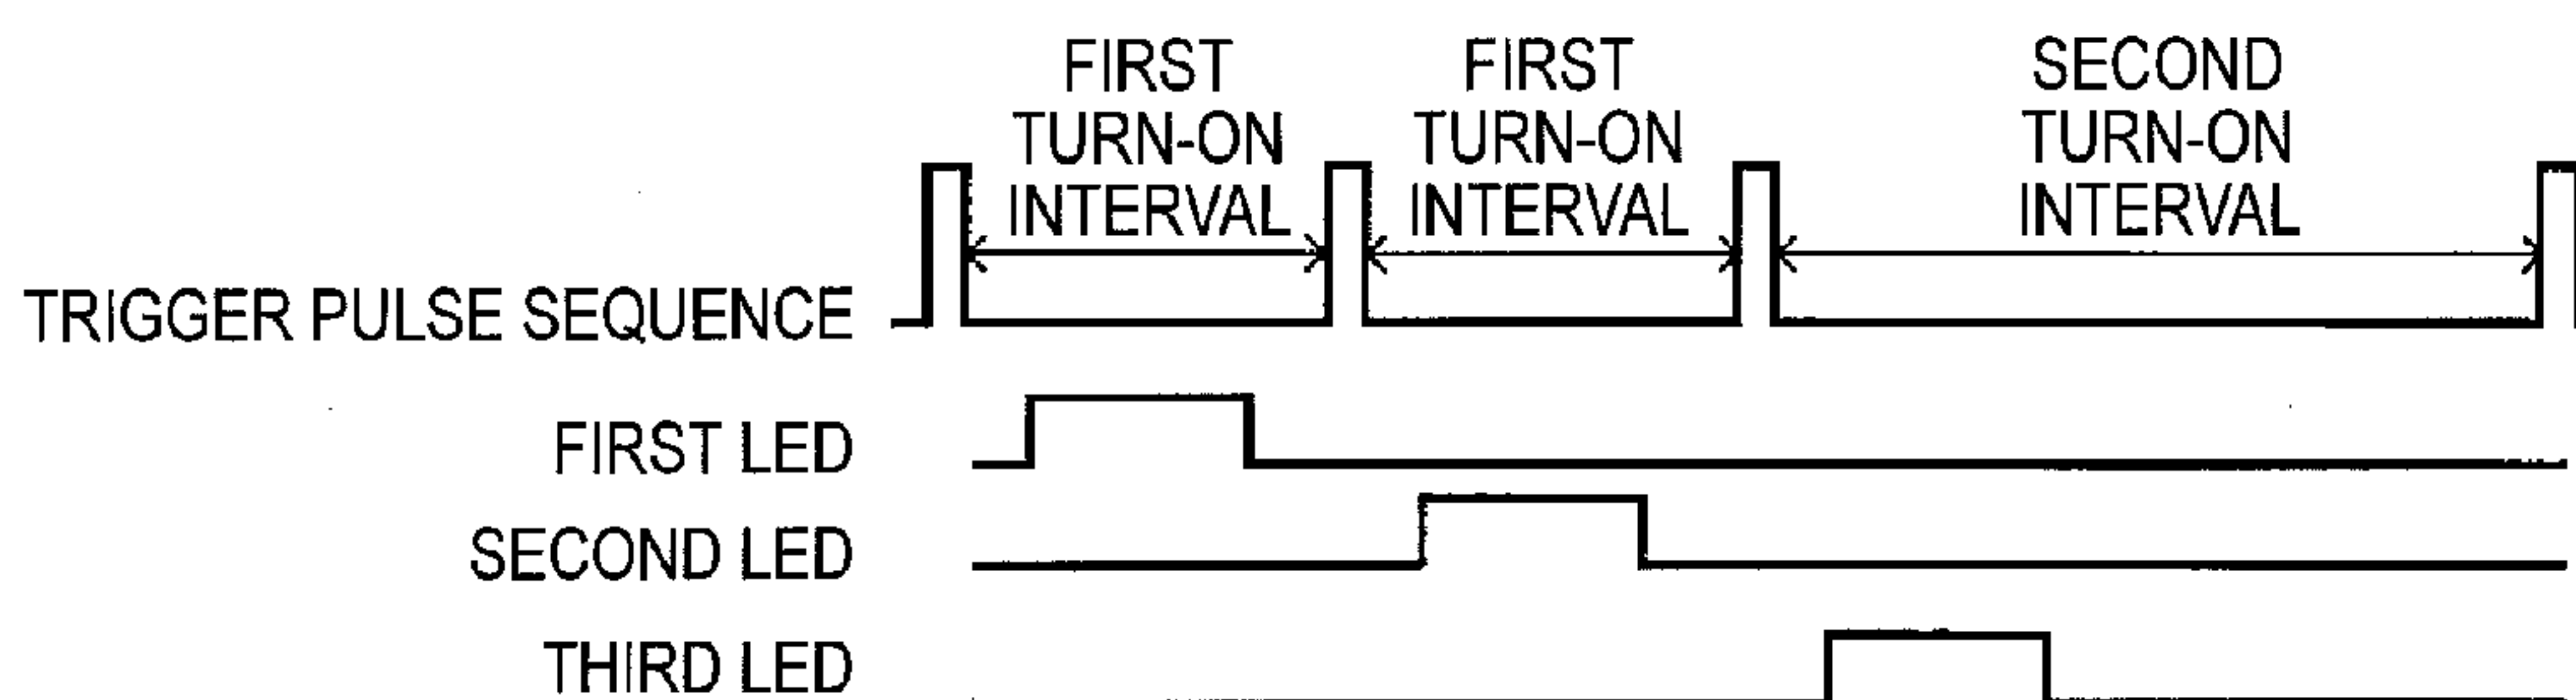 FIRST
TURN-ON
INTERVAL
FIRST
TURN-ON
INTERVAL
SECOND
TURN-ON
INTERVAL
TRIGGER PULSE SEQUENCE
FIRST LED
SECOND LED
THIRD LED